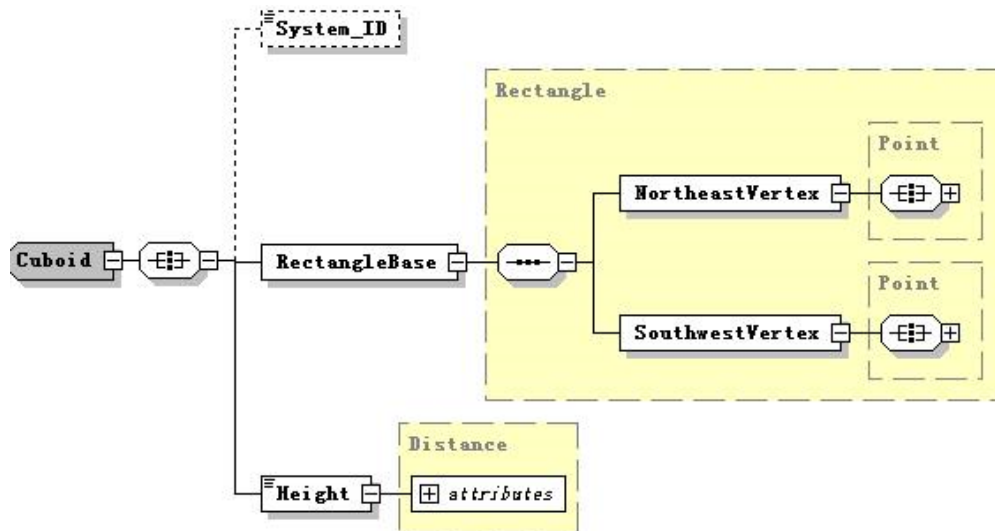 System_ID
Rectangle
Point
NortheastVertex
Cuboid
RectangleBase
Point
SouthwestVertex
Distance
Height
attributes